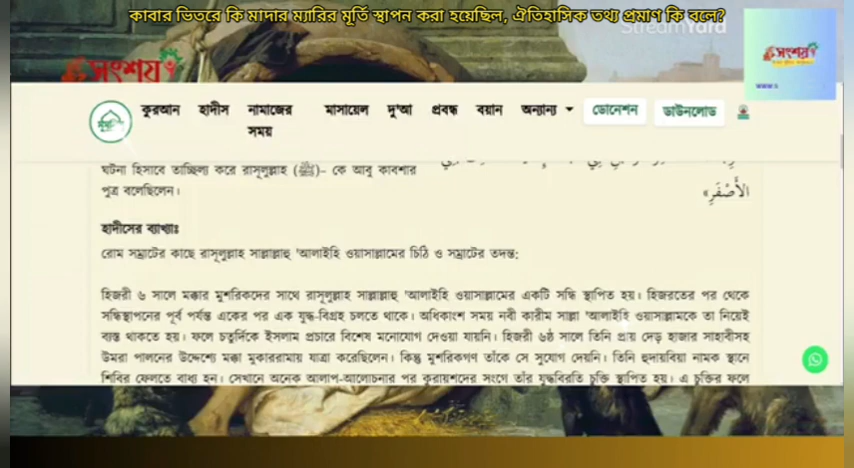 কাবার ভিতরে কি মাদার ম্যারির মূর্তি স্থাপন করা হয়েছিল, ঐতিহাসিক তথ্য প্রমাণ কি বলে?
StreamYard
সংশয়
সংশয়
কুরআন হাদীস নামাজের সময় মাসায়েল দু'আ প্রবন্ধ বয়ান অন্যান্য ডোনেশন ডাউনলোড
ঘটনা হিসাবে তাচ্ছিল্য করে রাসূলুল্লাহ (ﷺ)- কে আবু কাবশার
পুত্র বলেছিলেন।
الأَصْفَرِ»
হাদীসের ব্যাখ্যাঃ
রোম সম্রাটের কাছে রাসূলুল্লাহ সাল্লাল্লাহু 'আলাইহি ওয়াসাল্লামের চিঠি ও সম্রাটের তদন্ত:
হিজরী ৬ সালে মক্কার মুশরিকদের সাথে রাসূলুল্লাহ সাল্লাল্লাহু 'আলাইহি ওয়াসাল্লামের একটি সন্ধি স্থাপিত হয়। হিজরতের পর থেকে
সন্ধিস্থাপনের পূর্ব পর্যন্ত একের পর এক যুদ্ধ-বিগ্রহ চলতে থাকে। অধিকাংশ সময় নবী কারীম সাল্লা 'আলাইহি ওয়াসাল্লামকে তা নিয়েই
ব্যস্ত থাকতে হয়। ফলে চতুর্দিকে ইসলাম প্রচারে বিশেষ মনোযোগ দেওয়া যায়নি। হিজরী ৬ষ্ঠ সালে তিনি প্রায় দেড় হাজার সাহাবীসহ
উমরা পালনের উদ্দেশ্যে মক্কা মুকাররামায় যাত্রা করেছিলেন। কিন্তু মুশরিকগণ তাঁকে সে সুযোগ দেয়নি। তিনি হুদায়বিয়া নামক স্থানে
শিবির ফেলতে বাধ্য হন। সেখানে অনেক আলাপ-আলোচনার পর কুরায়শদের সংগে তাঁর যুদ্ধবিরতি চুক্তি স্থাপিত হয়। এ চুক্তির ফলে